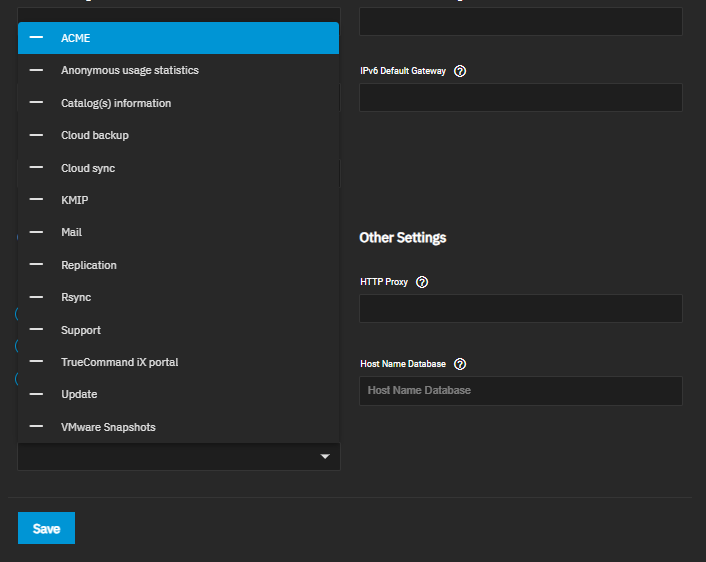 ACME
Anonymous usage statistics
Catalog(s) information
Cloud backup
Cloud sync
KMIP
Mail
Replication
Rsync
Support
TrueCommand iX portal
Update
VMware Snapshots
IPv6 Default Gateway
Other Settings
HTTP Proxy
Host Name Database
Host Name Database
Save